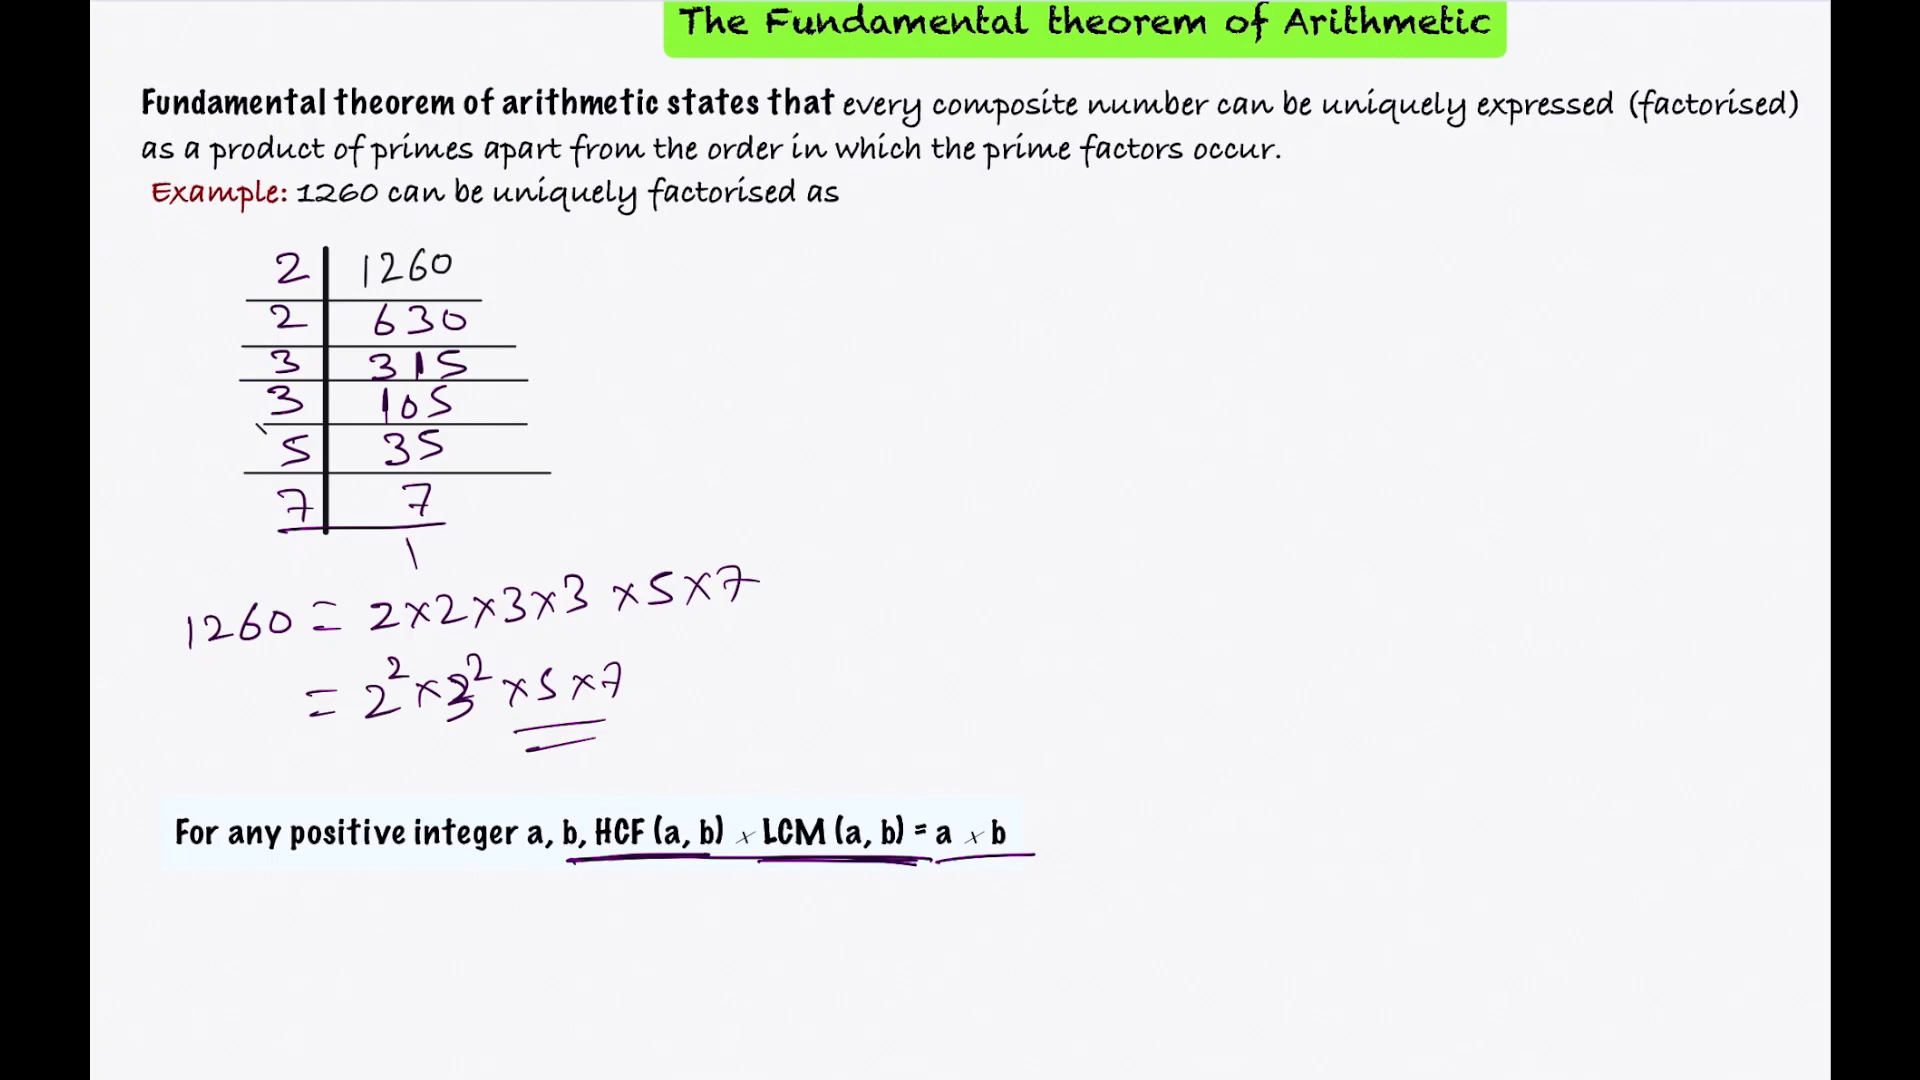 The Fundamental theorem of Arithmetic
Fundamental theorem of arithmetic states that every composite number can be uniquely expressed (factorised)
as a product of primes apart from the order in which the prime factors occur.
Example: 1260 can be uniquely factorised as
2 | 1260
2 | 630
3 | 315
3 | 105
5 | 35
7 | 7
1
1260 = 2×2×3×3×5×7
= 2²×3²×5×7
For any positive integer a, b, HCF (a, b) × LCM (a, b) = a × b